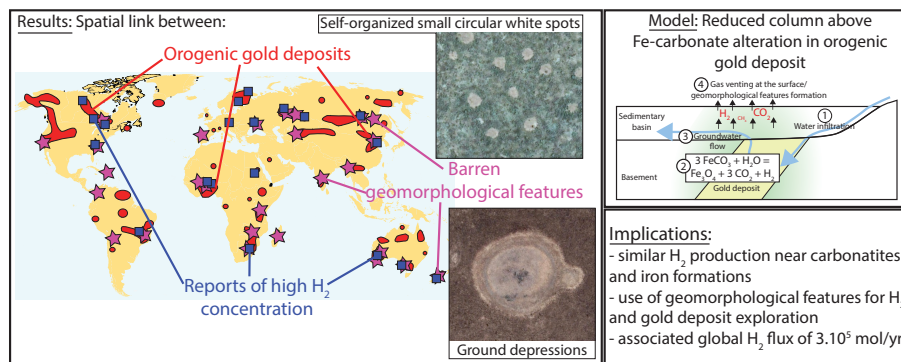 Results: Spatial link between:
Self-organized small circular white spots
Orogenic gold deposits
Barren
geomorphological features
Reports of high H₂
concentration
Ground depressions
Model: Reduced column above
Fe-carbonate alteration in orogenic
gold deposit
④ Gas venting at the surface/
geomorphological features formation
H₂ CH₄ CO₂
Sedimentary
basin
① Water infiltration
③ Groundwater
flow
②
3 FeCO₃ + H₂O =
Fe₃O₄ + 3 CO₂ + H₂
Basement
Gold deposit
Implications:
- similar H₂ production near carbonatites
and iron formations
- use of geomorphological features for H₂
and gold deposit exploration
- associated global H₂ flux of 3.10⁵ mol/yr